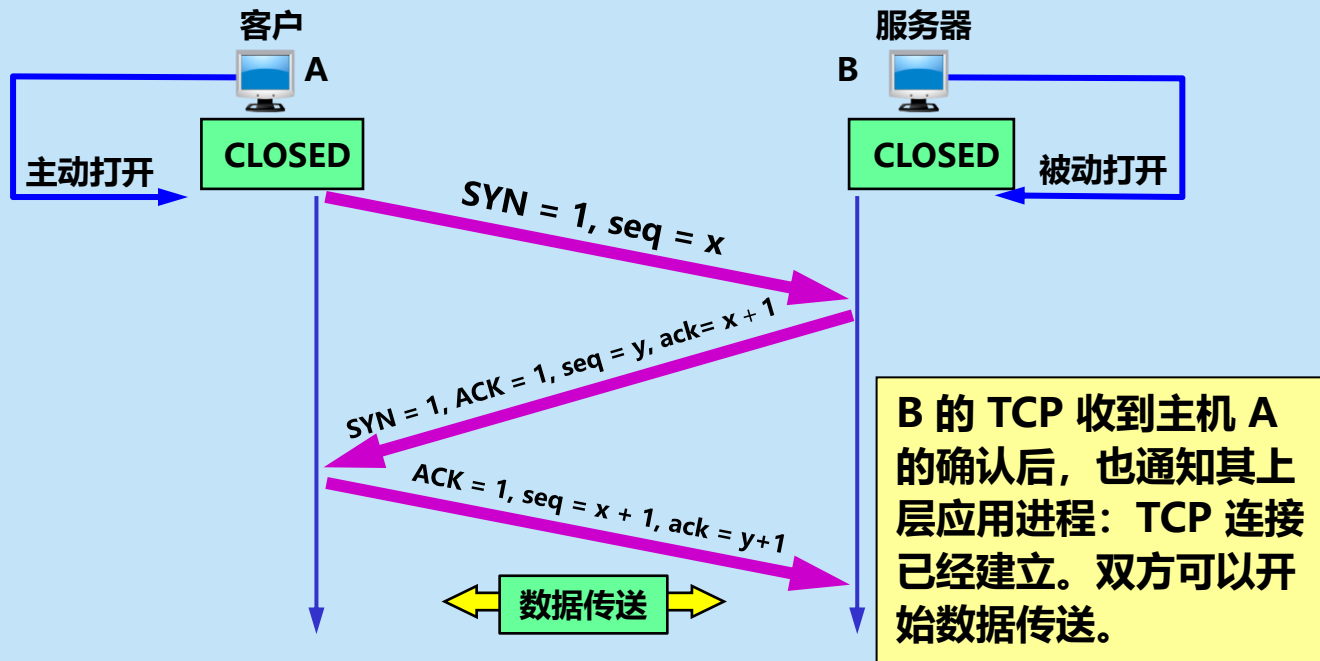 客户
服务器
A
B
CLOSED
CLOSED
主动打开
被动打开
SYN = 1, seq = x
SYN = 1, ACK = 1, seq = y, ack= x + 1
ACK = 1, seq = x + 1, ack = y+1
数据传送
B 的 TCP 收到主机 A
的确认后，也通知其上
层应用进程：TCP 连接
已经建立。双方可以开
始数据传送。